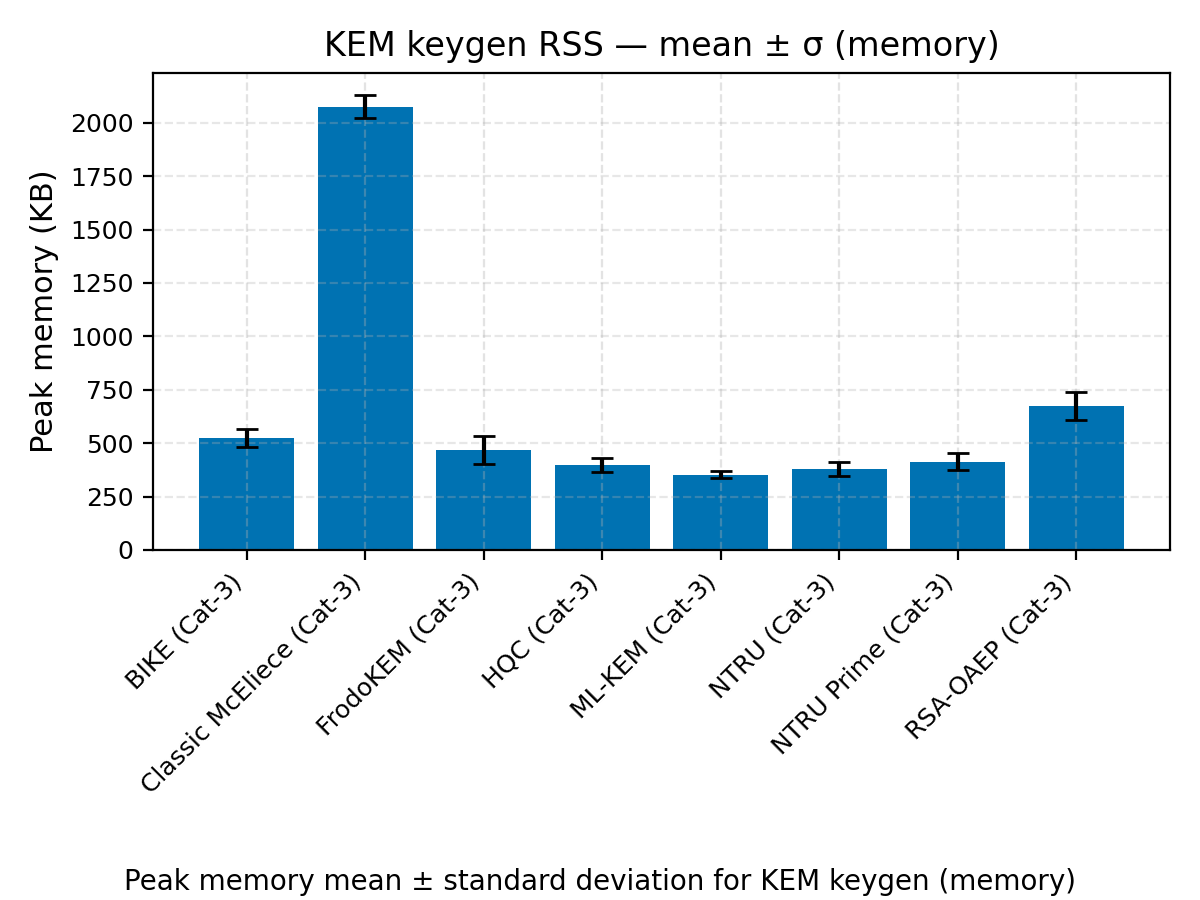 KEM keygen RSS — mean ± σ (memory)
Peak memory (KB)
2000
1750
1500
1250
1000
750
500
250
0
BIKE (Cat-3)
Classic McEliece (Cat-3)
FrodoKEM (Cat-3)
HQC (Cat-3)
ML-KEM (Cat-3)
NTRU (Cat-3)
NTRU Prime (Cat-3)
RSA-OAEP (Cat-3)
Peak memory mean ± standard deviation for KEM keygen (memory)